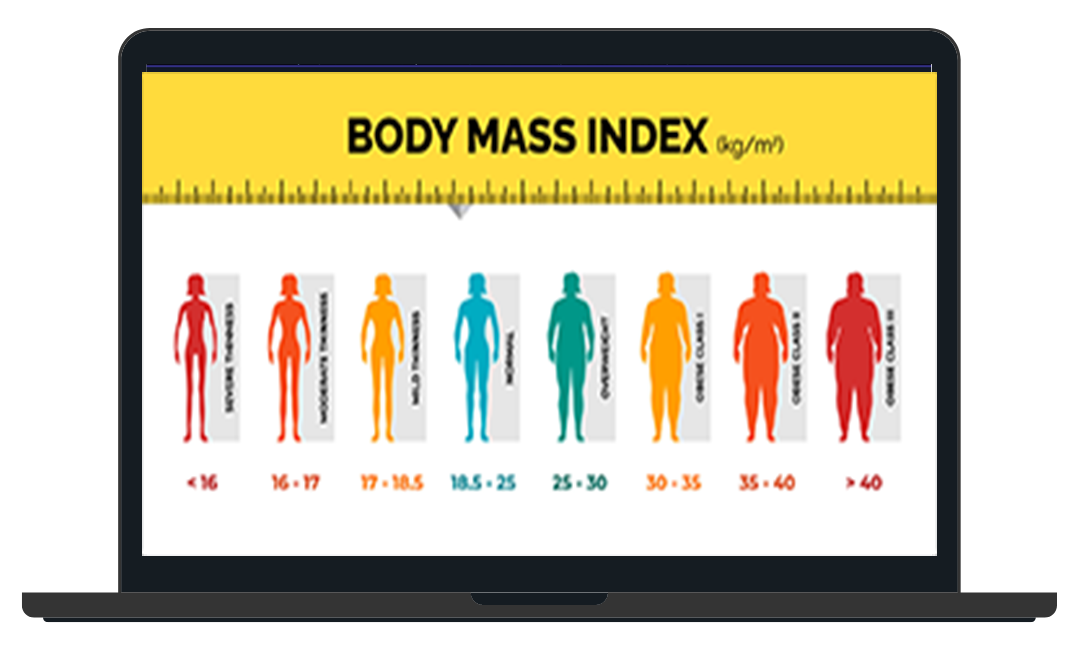 BODY MASS INDEX (kg/m²)
SEVERE THINNESS
MODERATE THINNESS
MILD THINNESS
NORMAL
OVERWEIGHT
OBESE CLASS I
OBESE CLASS II
OBESE CLASS III
< 16
16 - 17
17 - 18.5
18.5 - 25
25 - 30
30 - 35
35 - 40
> 40